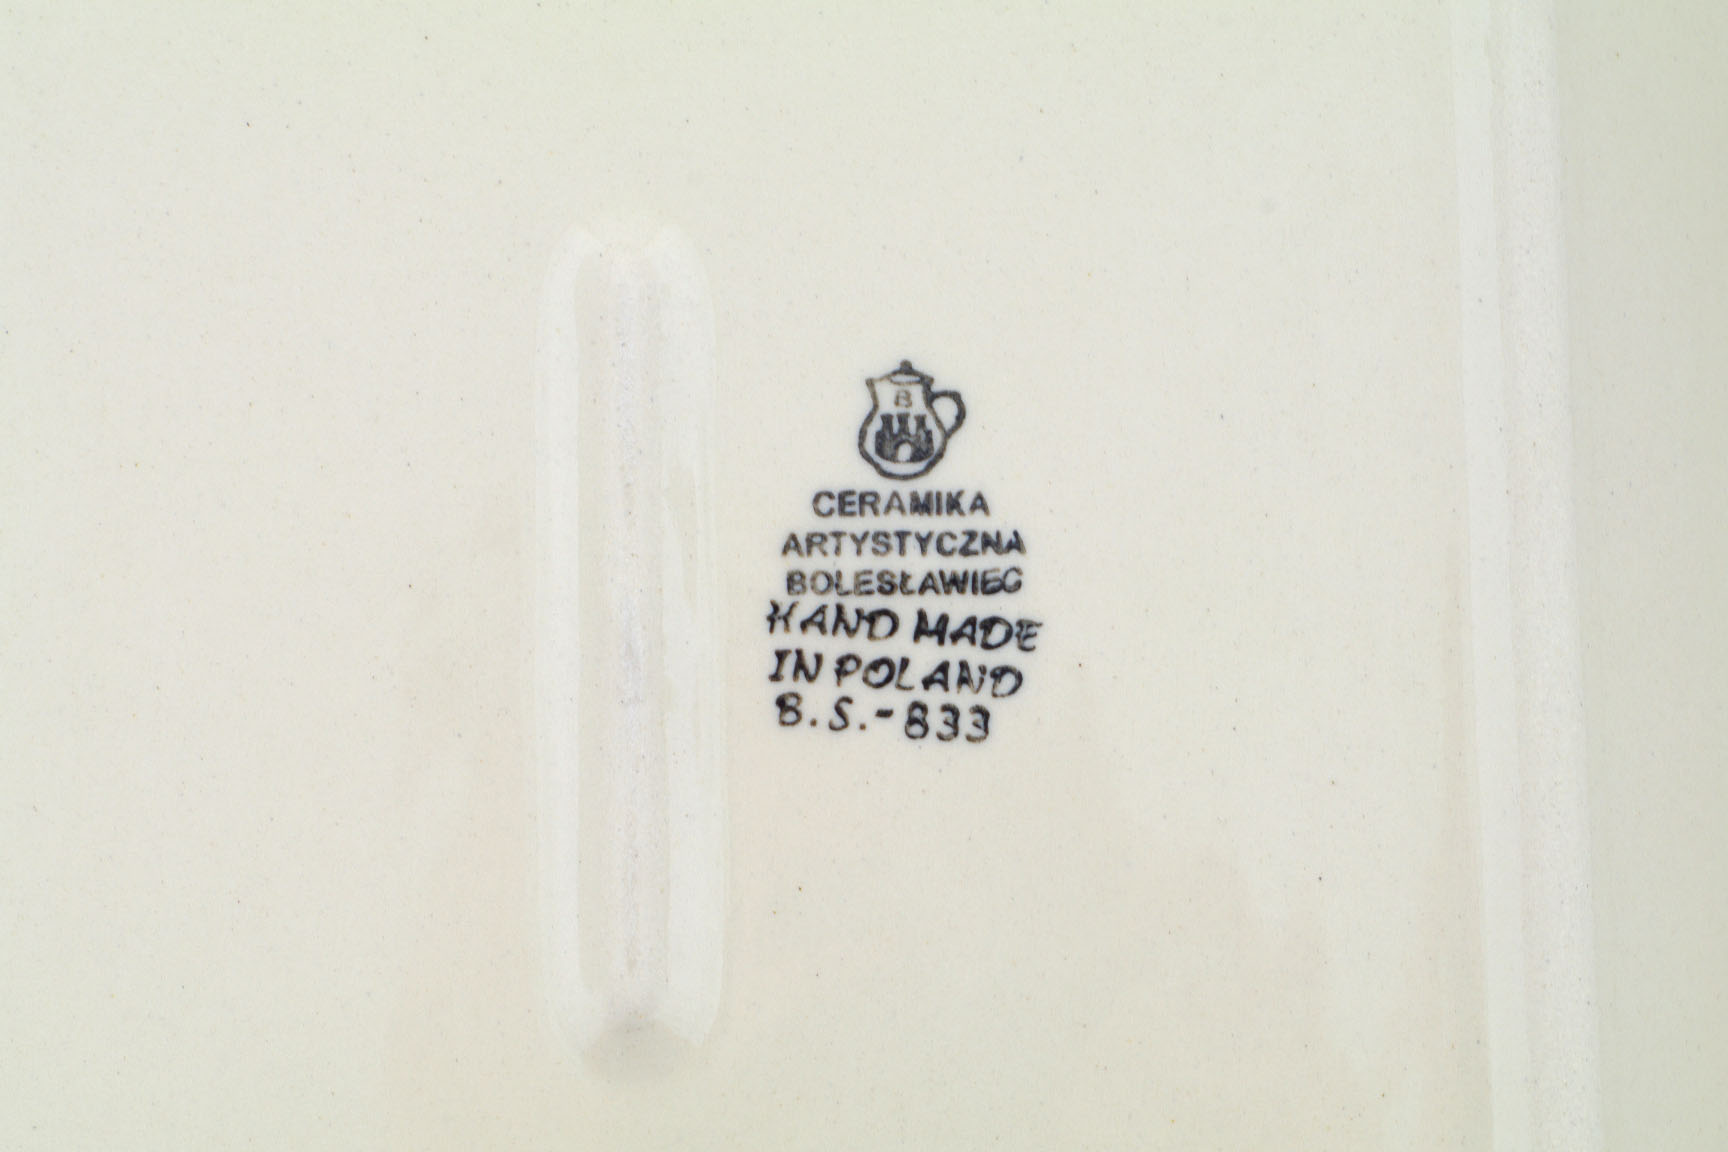 B
CERAMIKA
ARTYSTYCZNA
BOLESŁAWIEC
HAND MADE
IN POLAND
B.S.-833